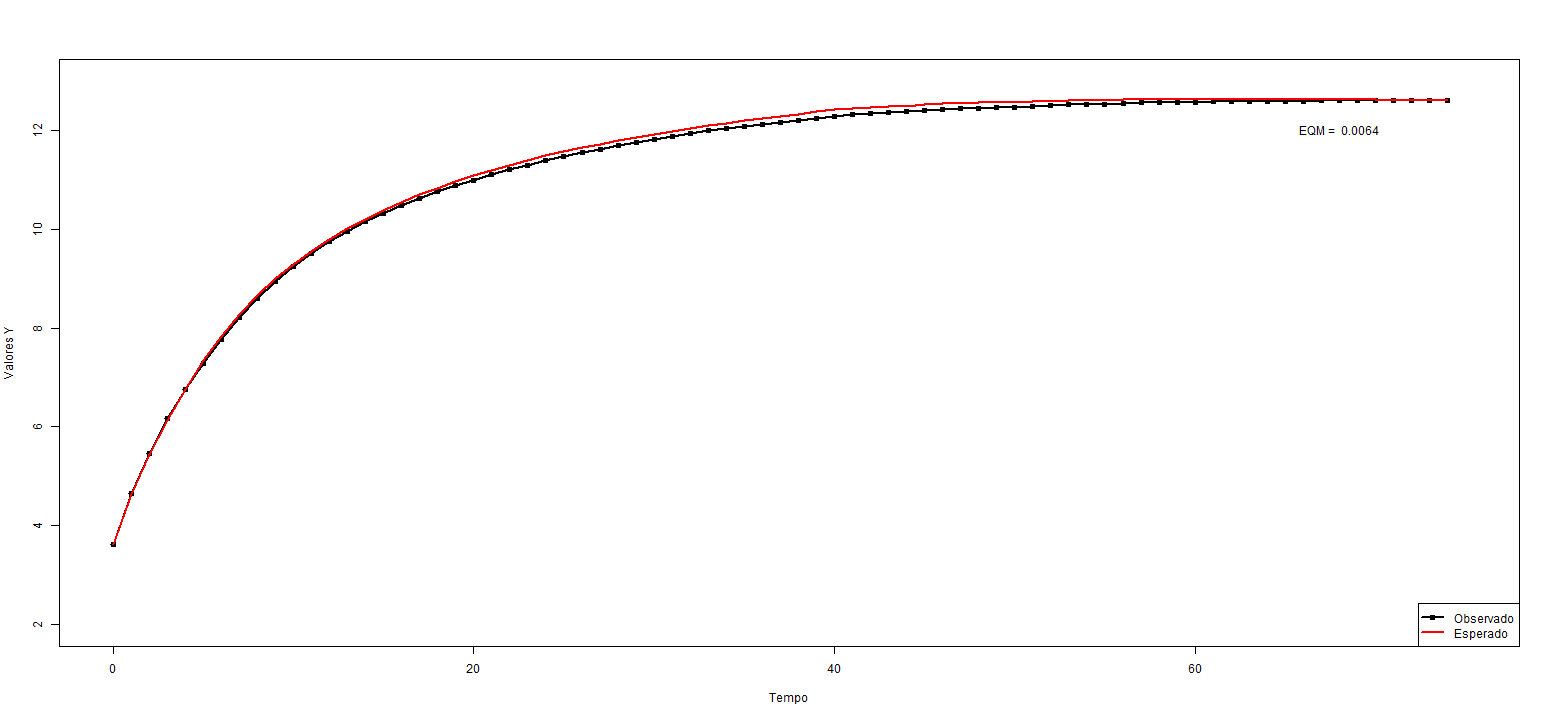 12
10
8
6
4
2
Valores Y
EQM = 0.0064
Observado
Esperado
0
20
40
60
Tempo